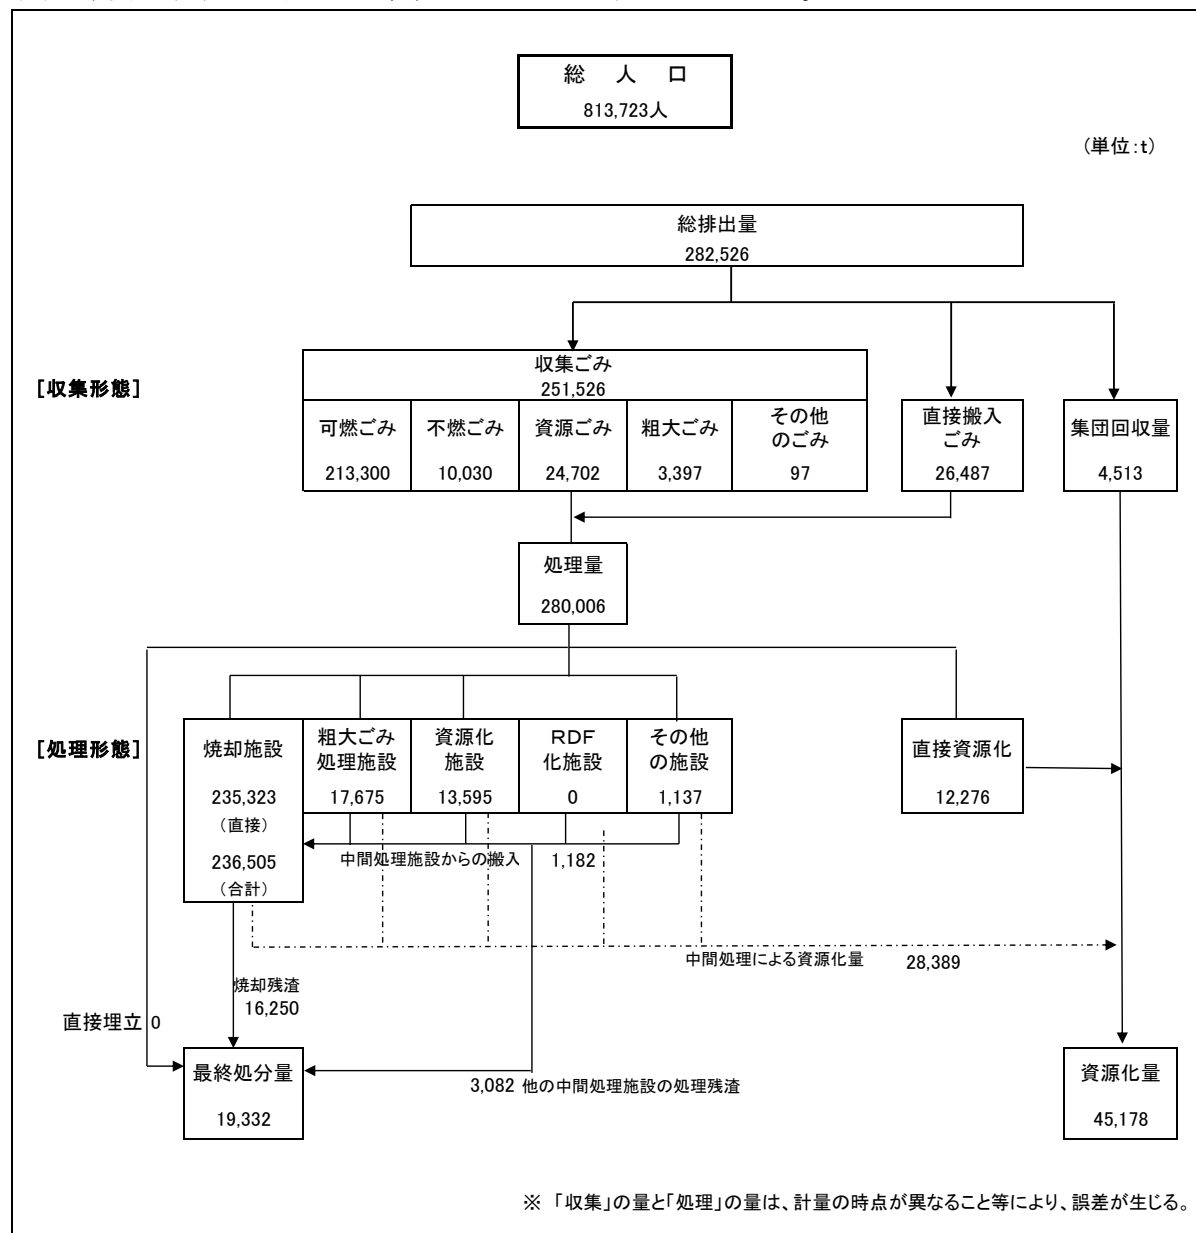 総 人 口
813,723人
(単位:t)
総排出量
282,526
[収集形態]
収集ごみ
251,526
可燃ごみ
213,300
不燃ごみ
10,030
資源ごみ
24,702
粗大ごみ
3,397
その他
のごみ
97
直接搬入
ごみ
26,487
集団回収量
4,513
処理量
280,006
[処理形態]
焼却施設
235,323
(直接)
236,505
(合計)
粗大ごみ
処理施設
17,675
資源化
施設
13,595
RDF
化施設
0
その他
の施設
1,137
直接資源化
12,276
中間処理施設からの搬入 1,182
中間処理による資源化量 28,389
焼却残渣
16,250
直接埋立 0
最終処分量
19,332
3,082 他の中間処理施設の処理残渣
資源化量
45,178
※ 「収集」の量と「処理」の量は、計量の時点が異なること等により、誤差が生じる。